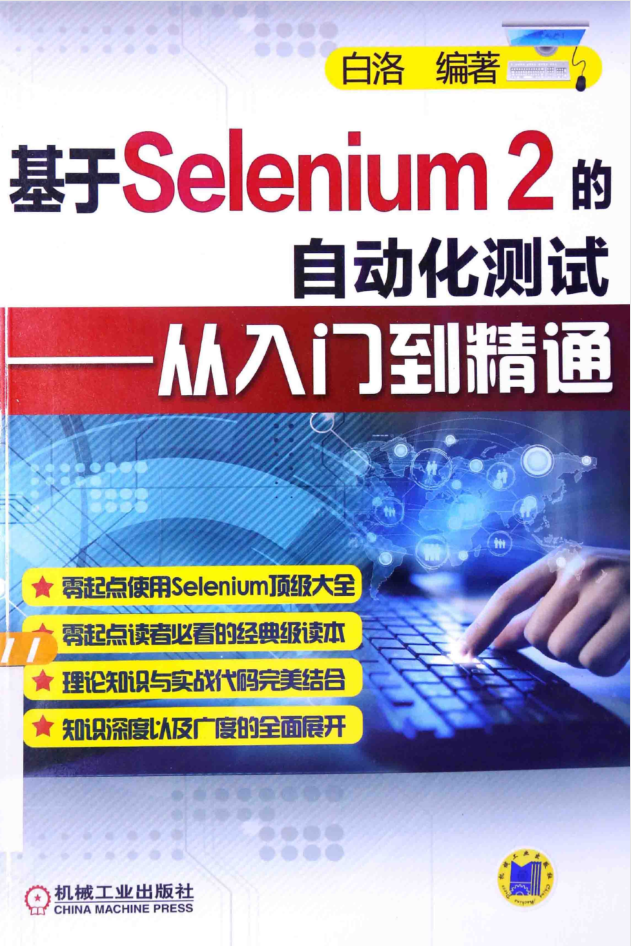 白洛 编著
基于Selenium 2的
自动化测试
——从入门到精通
★ 零起点使用Selenium顶级大全
★ 零起点读者必看的经典级读本
11
★ 理论知识与实战代码完美结合
★ 知识深度以及广度的全面展开
机械工业出版社
CHINA MACHINE PRESS